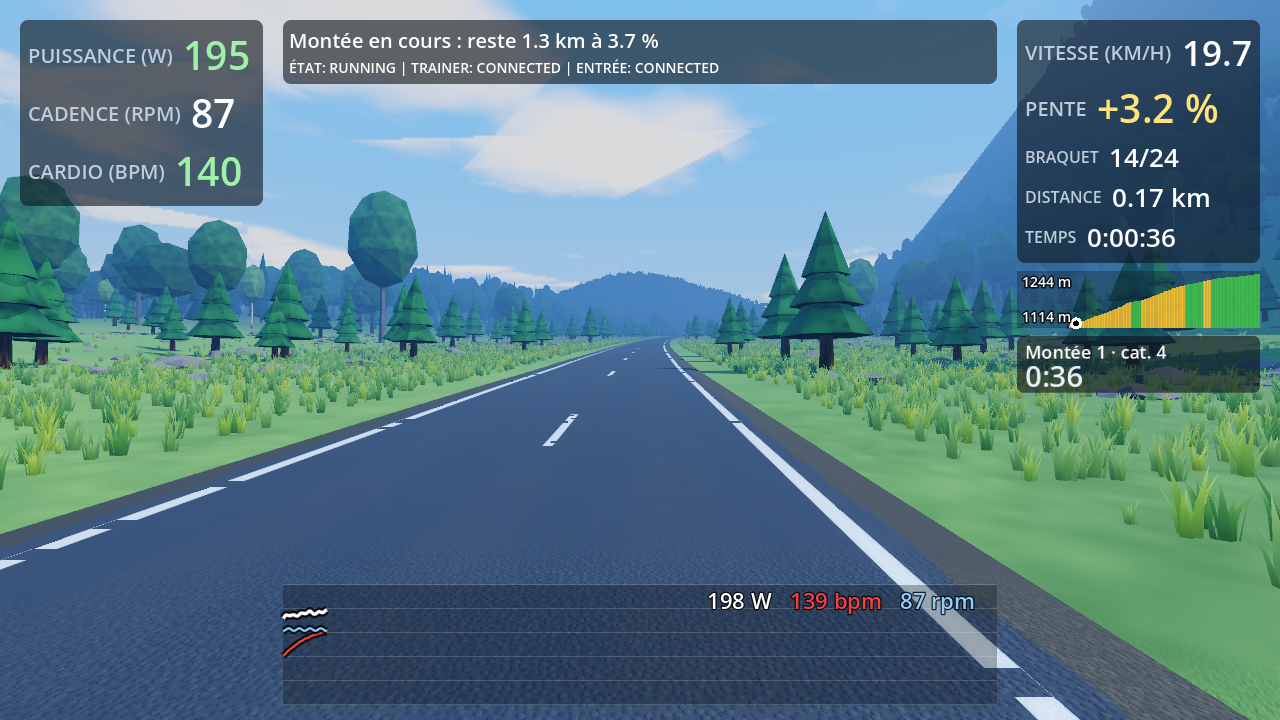 PUISSANCE (W) 195
CADENCE (RPM) 87
CARDIO (BPM) 140
Montée en cours : reste 1.3 km à 3.7 %
ÉTAT: RUNNING | TRAINER: CONNECTED | ENTRÉE: CONNECTED
VITESSE (KM/H) 19.7
PENTE +3.2 %
BRAQUET 14/24
DISTANCE 0.17 km
TEMPS 0:00:36
1244 m
1114 m
Montée 1 · cat. 4
0:36
198 W 139 bpm 87 rpm